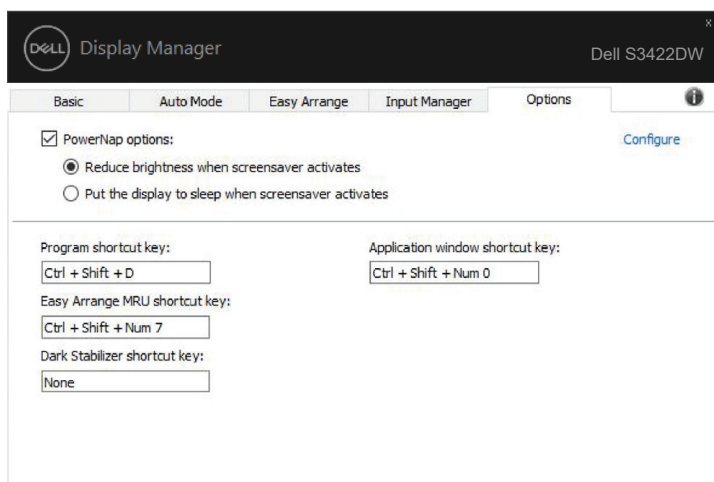 x
DELL Display Manager
Dell S3422DW
Basic Auto Mode Easy Arrange Input Manager Options i
PowerNap options: Configure
Reduce brightness when screensaver activates
Put the display to sleep when screensaver activates
Program shortcut key: Application window shortcut key:
Ctrl + Shift + D Ctrl + Shift + Num 0
Easy Arrange MRU shortcut key:
Ctrl + Shift + Num 7
Dark Stabilizer shortcut key:
None